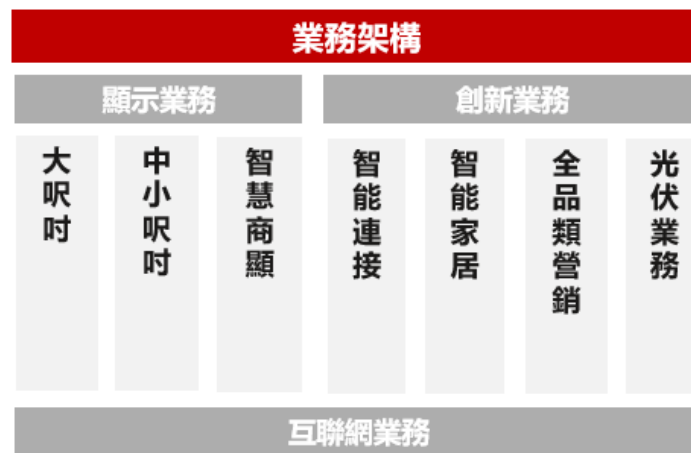 業務架構
顯示業務
創新業務
大呎吋
中小呎吋
智慧商顯
智能連接
智能家居
全品類營銷
光伏業務
互聯網業務